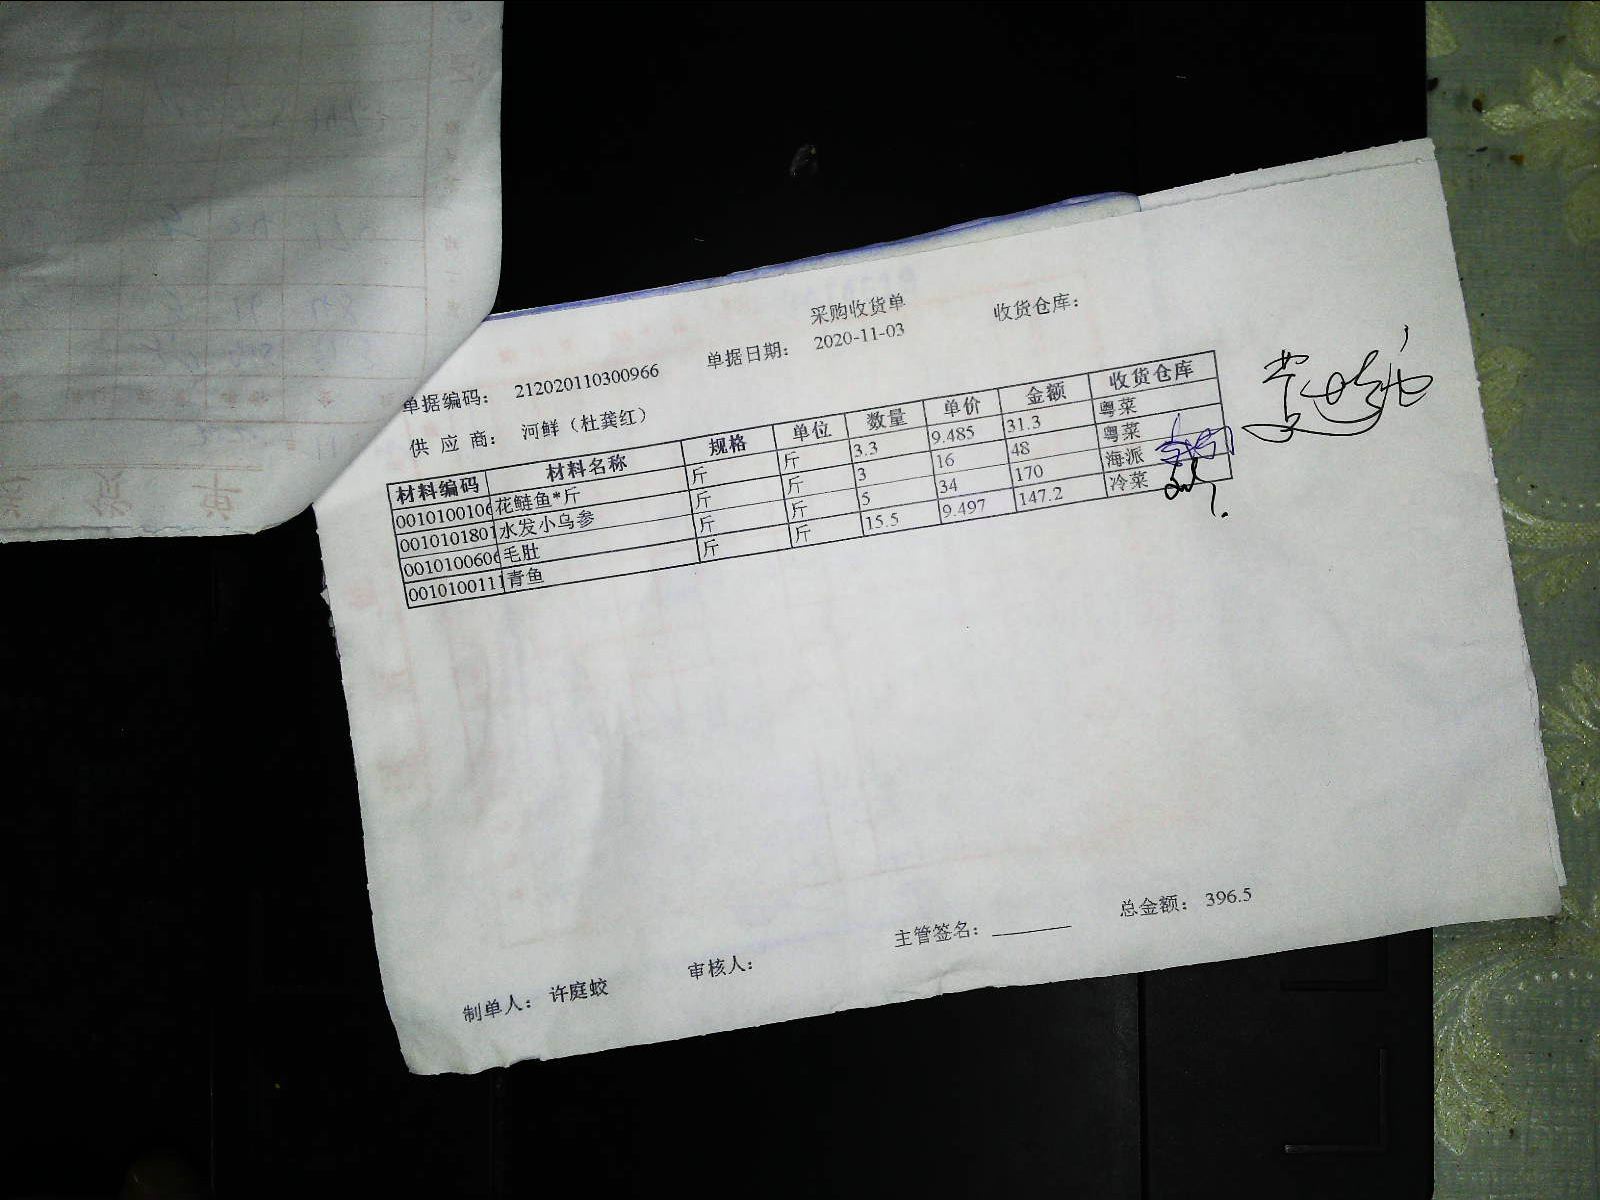 采购收货单
单据编码： 212020110300966 单据日期： 2020-11-03 收货仓库：
供 应 商： 河鲜（杜龚红）
材料编码 材料名称 规格 单位 数量 单价 金额 收货仓库
0010100106 花鲢鱼*斤 斤 斤 3.3 9.485 31.3 粤菜
0010101801 水发小乌参 斤 斤 3 16 48 粤菜
0010100606 毛肚 斤 斤 5 34 170 海派
0010100111 青鱼 斤 斤 15.5 9.497 147.2 冷菜
总金额： 396.5
制单人： 许庭蛟 审核人： 主管签名：